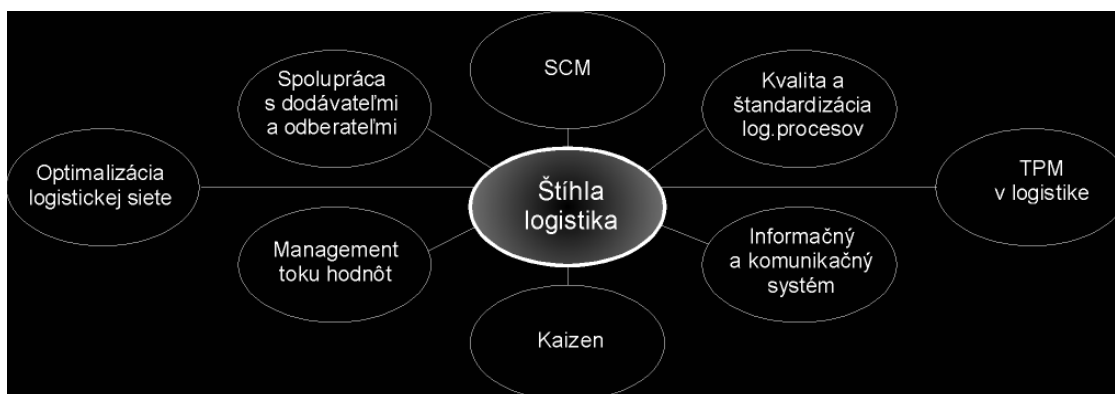 SCM
Spolupráca
s dodávateľmi
a odberateľmi
Kvalita a
štandardizácia
log.procesov
Optimalizácia
logistickej siete
Štíhla
logistika
TPM
v logistike
Management
toku hodnôt
Informačný
a komunikačný
systém
Kaizen